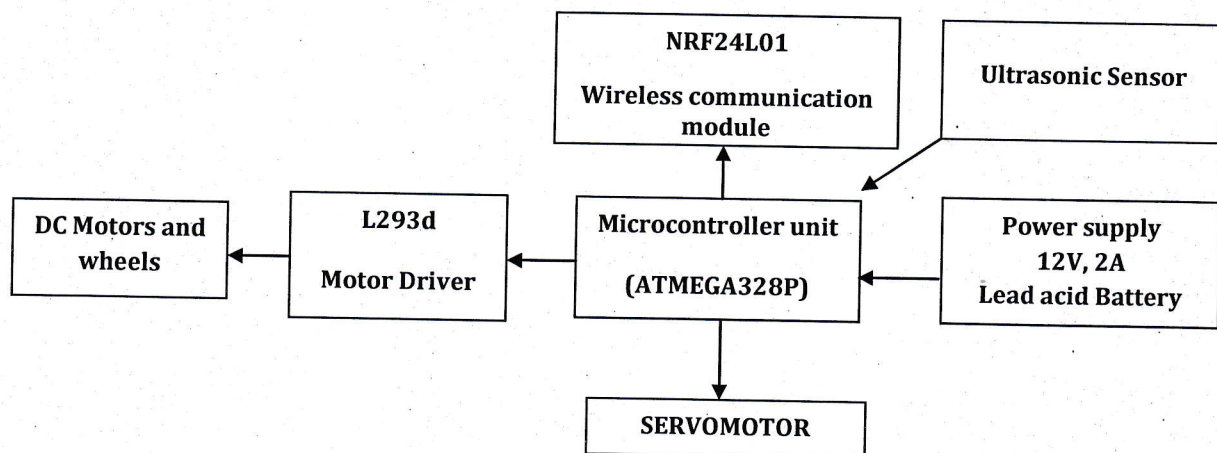 NRF24L01
Wireless communication
module
Ultrasonic Sensor
DC Motors and
wheels
L293d
Motor Driver
Microcontroller unit
(ATMEGA328P)
Power supply
12V, 2A
Lead acid Battery
SERVOMOTOR